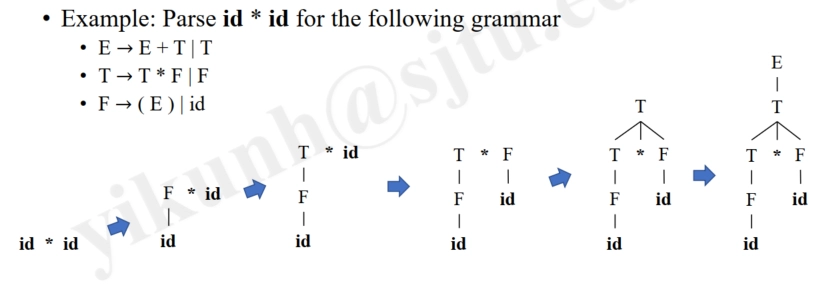 • Example: Parse id * id for the following grammar
• E → E + T | T
• T → T * F | F
• F → ( E ) | id
id * id
F * id
id
T * id
F
id
T * F
F id
id
T
T * F
F id
id
E
T
T * F
F id
id
yikunh@sjtu.e